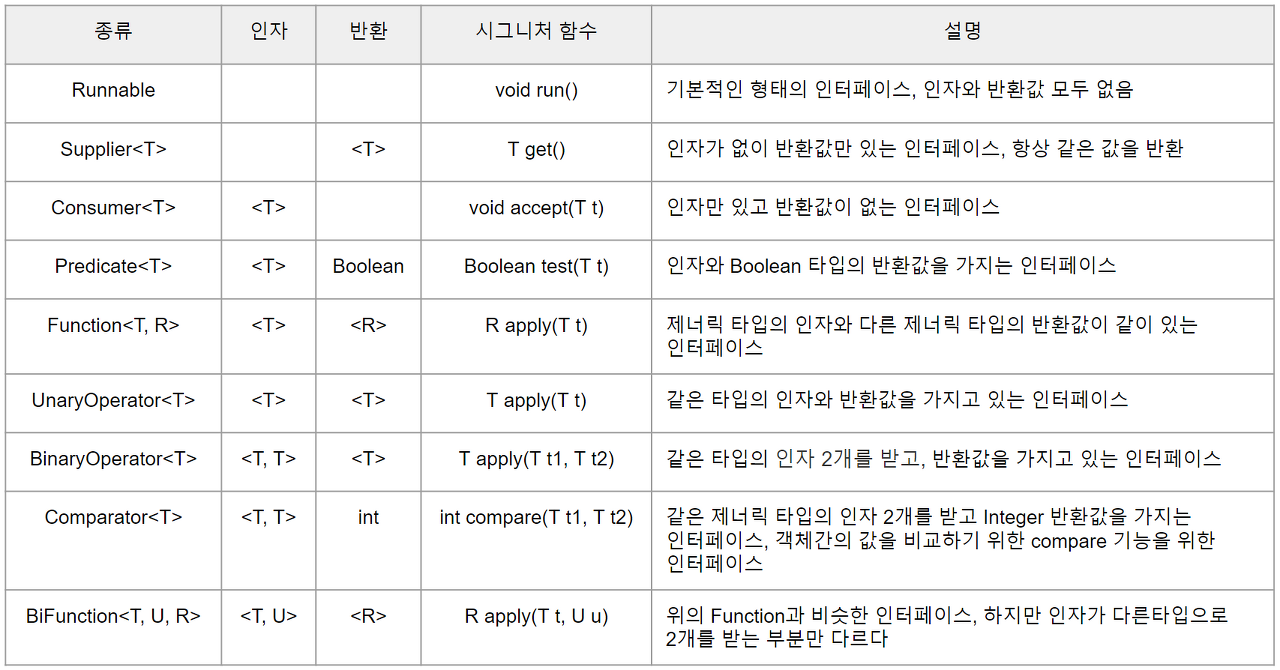 종류 인자 반환 시그니처 함수 설명
Runnable void run() 기본적인 형태의 인터페이스, 인자와 반환값 모두 없음
Supplier<T> <T> T get() 인자가 없이 반환값만 있는 인터페이스, 항상 같은 값을 반환
Consumer<T> <T> void accept(T t) 인자만 있고 반환값이 없는 인터페이스
Predicate<T> <T> Boolean Boolean test(T t) 인자와 Boolean 타입의 반환값을 가지는 인터페이스
Function<T, R> <T> <R> R apply(T t) 제너릭 타입의 인자와 다른 제너릭 타입의 반환값이 같이 있는
인터페이스
UnaryOperator<T> <T> <T> T apply(T t) 같은 타입의 인자와 반환값을 가지고 있는 인터페이스
BinaryOperator<T> <T, T> <T> T apply(T t1, T t2) 같은 타입의 인자 2개를 받고, 반환값을 가지고 있는 인터페이스
Comparator<T> <T, T> int int compare(T t1, T t2) 같은 제너릭 타입의 인자 2개를 받고 Integer 반환값을 가지는
인터페이스, 객체간의 값을 비교하기 위한 compare 기능을 위한
인터페이스
BiFunction<T, U, R> <T, U> <R> R apply(T t, U u) 위의 Function과 비슷한 인터페이스, 하지만 인자가 다른타입으로
2개를 받는 부분만 다르다